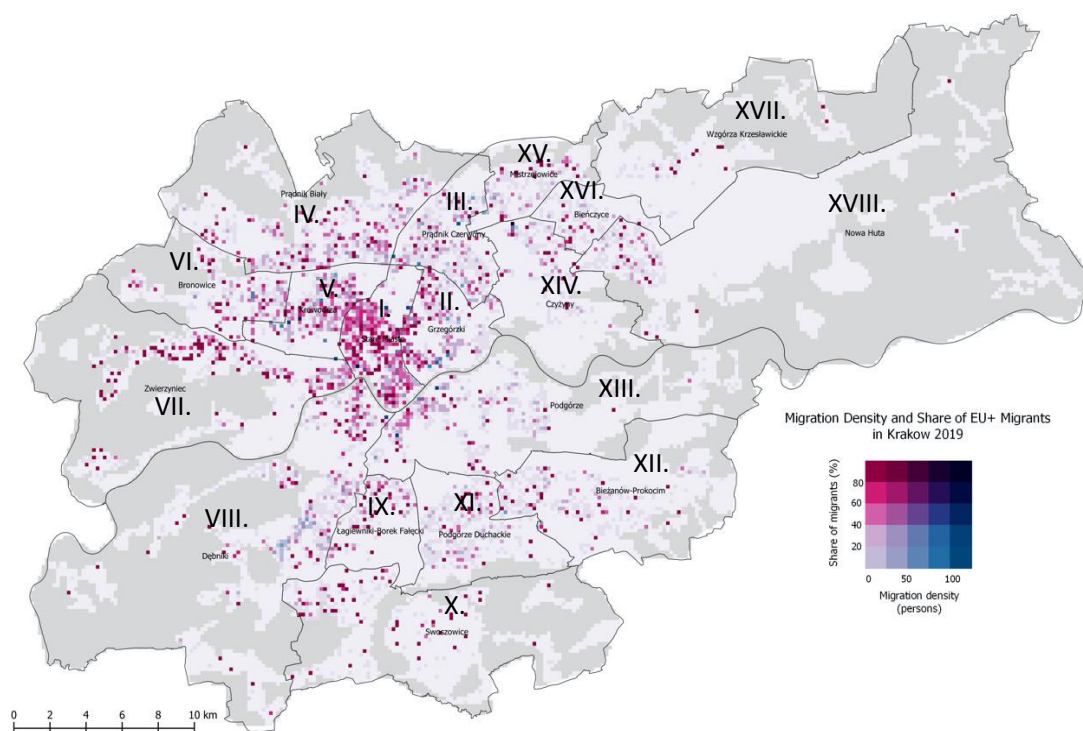 XVII.
Wzgórza Krzesławickie
XV.
Mistrzejowice
XVI.
Bieńczyce
III.
Prądnik Czerwony
Prądnik Biały
IV.
XVIII.
Nowa Huta
VI.
Bronowice
V.
Krowodrza
I.
Stare Miasto
II.
Grzegórzki
XIV.
Czyżyny
Zwierzyniec
VII.
XIII.
Podgórze
XII.
Bieżanów-Prokocim
VIII.
Dębniki
IX.
Łagiewniki-Borek Fałęcki
XI.
Podgórze Duchackie
X.
Swoszowice
Migration Density and Share of EU+ Migrants
in Krakow 2019
Share of migrants (%)
80
60
40
20
0 50 100
Migration density
(persons)
0 2 4 6 8 10 km